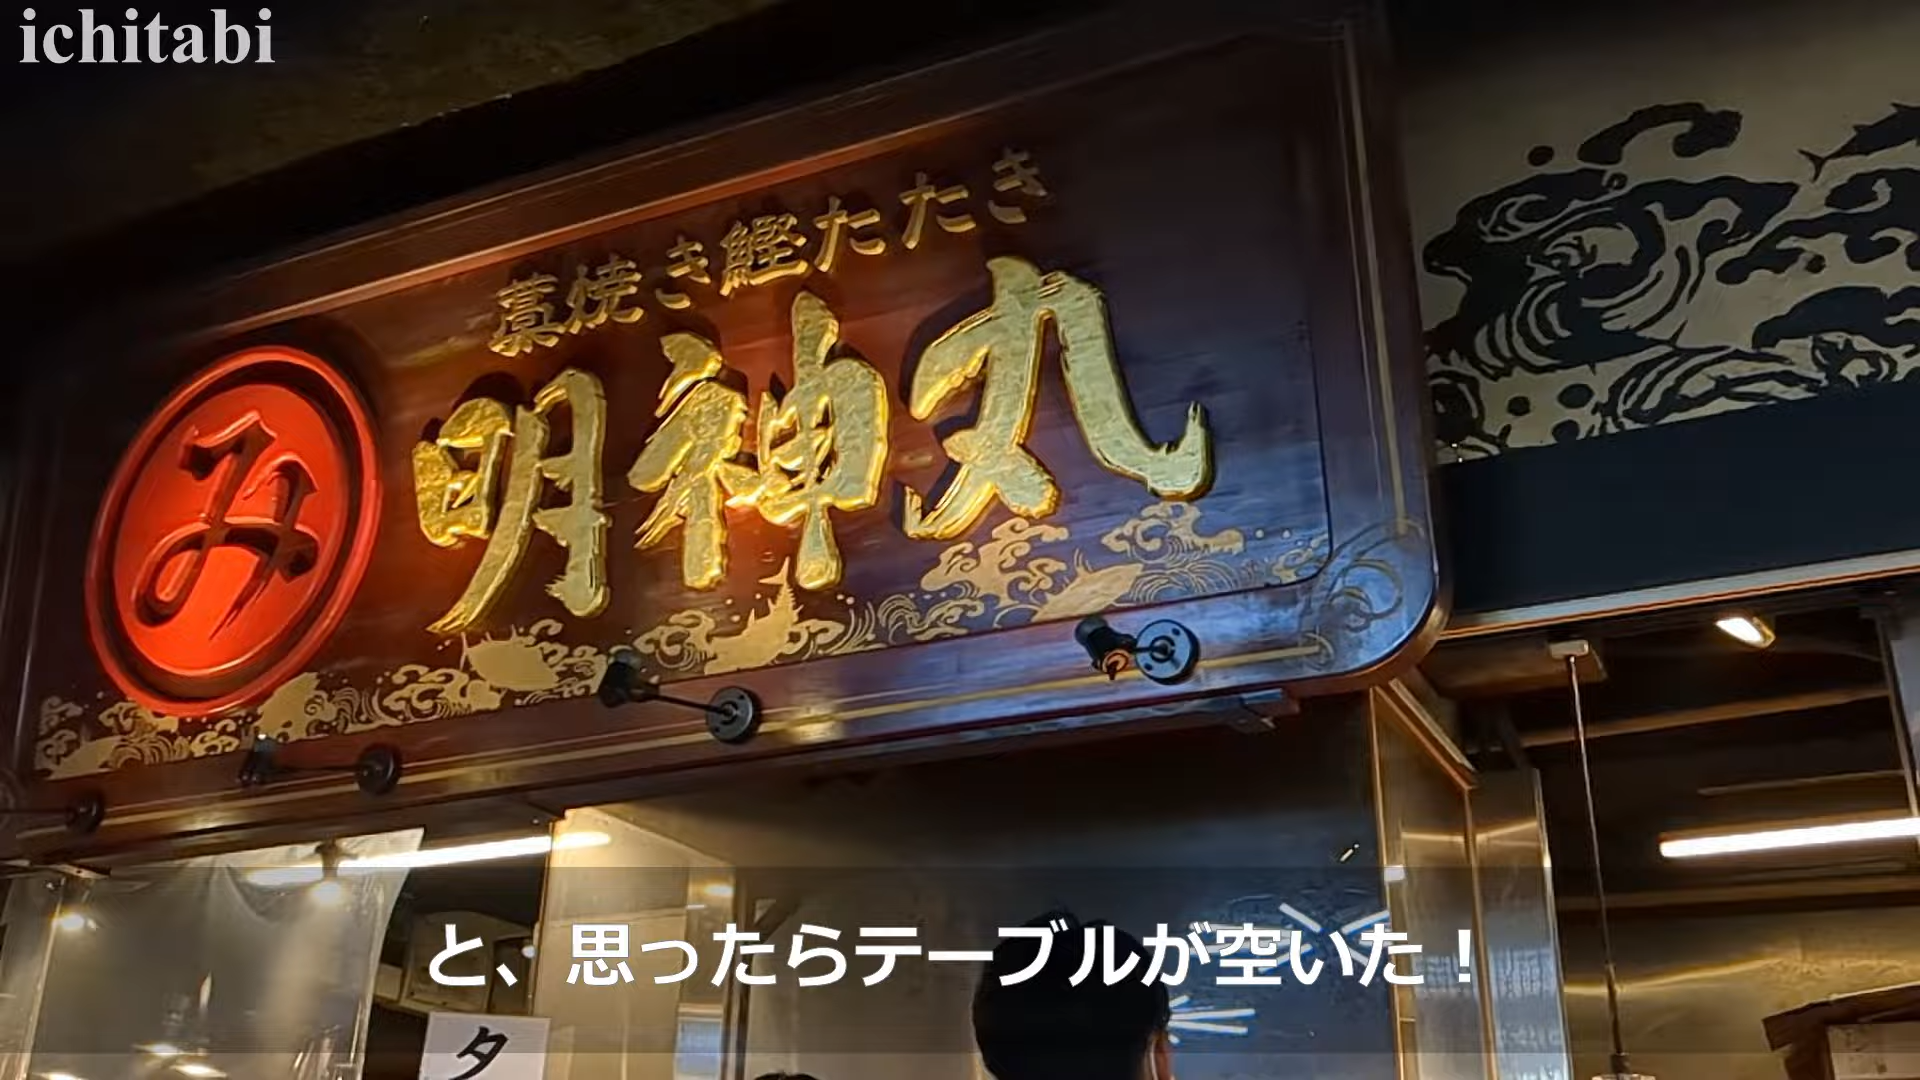 ichitabi
藁焼き鰹たたき
み 明神丸
と、思ったらテーブルが空いた！
タ